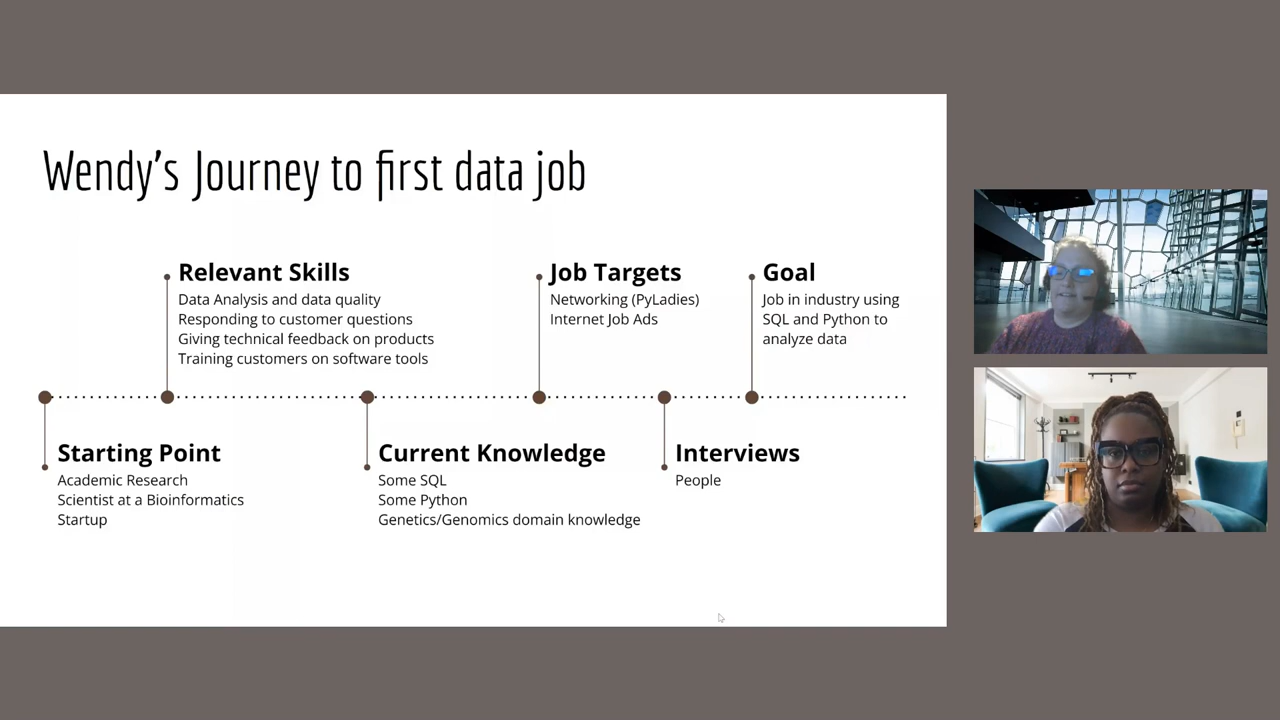 Wendy's Journey to first data job
Relevant Skills
Data Analysis and data quality
Responding to customer questions
Giving technical feedback on products
Training customers on software tools
Job Targets
Networking (PyLadies)
Internet Job Ads
Goal
Job in industry using
SQL and Python to
analyze data
Starting Point
Academic Research
Scientist at a Bioinformatics
Startup
Current Knowledge
Some SQL
Some Python
Genetics/Genomics domain knowledge
Interviews
People